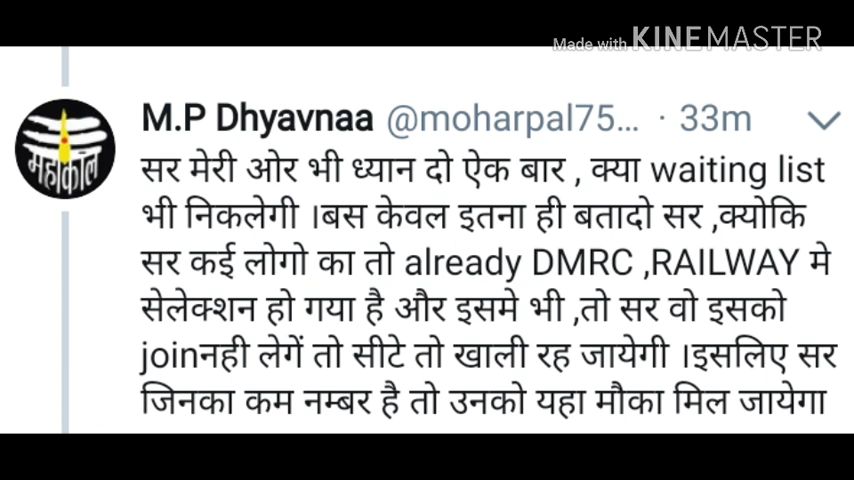 Made with KINEMASTER
महाकाल
M.P Dhyavnaa @moharpal75... · 33m
सर मेरी ओर भी ध्यान दो ऐक बार , क्या waiting list
भी निकलेगी ।बस केवल इतना ही बतादो सर ,क्योकि
सर कई लोगो का तो already DMRC ,RAILWAY मे
सेलेक्शन हो गया है और इसमे भी ,तो सर वो इसको
joinनही लेगें तो सीटे तो खाली रह जायेगी ।इसलिए सर
जिनका कम नम्बर है तो उनको यहा मौका मिल जायेगा